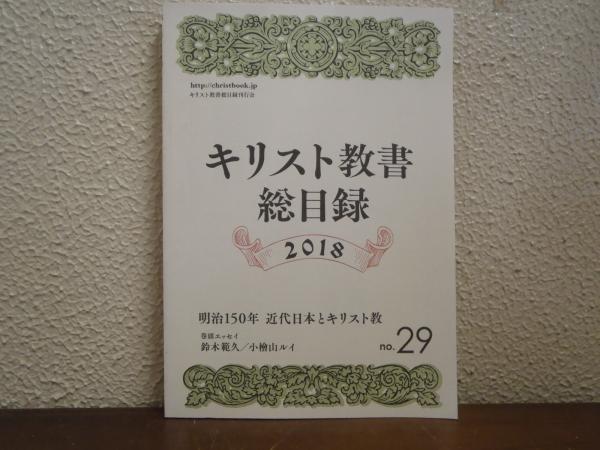 http://christbook.jp
キリスト教書総目録刊行会
キリスト教書
総目録
2018
明治150年 近代日本とキリスト教
巻頭エッセイ
鈴木範久／小檜山ルイ
no.29